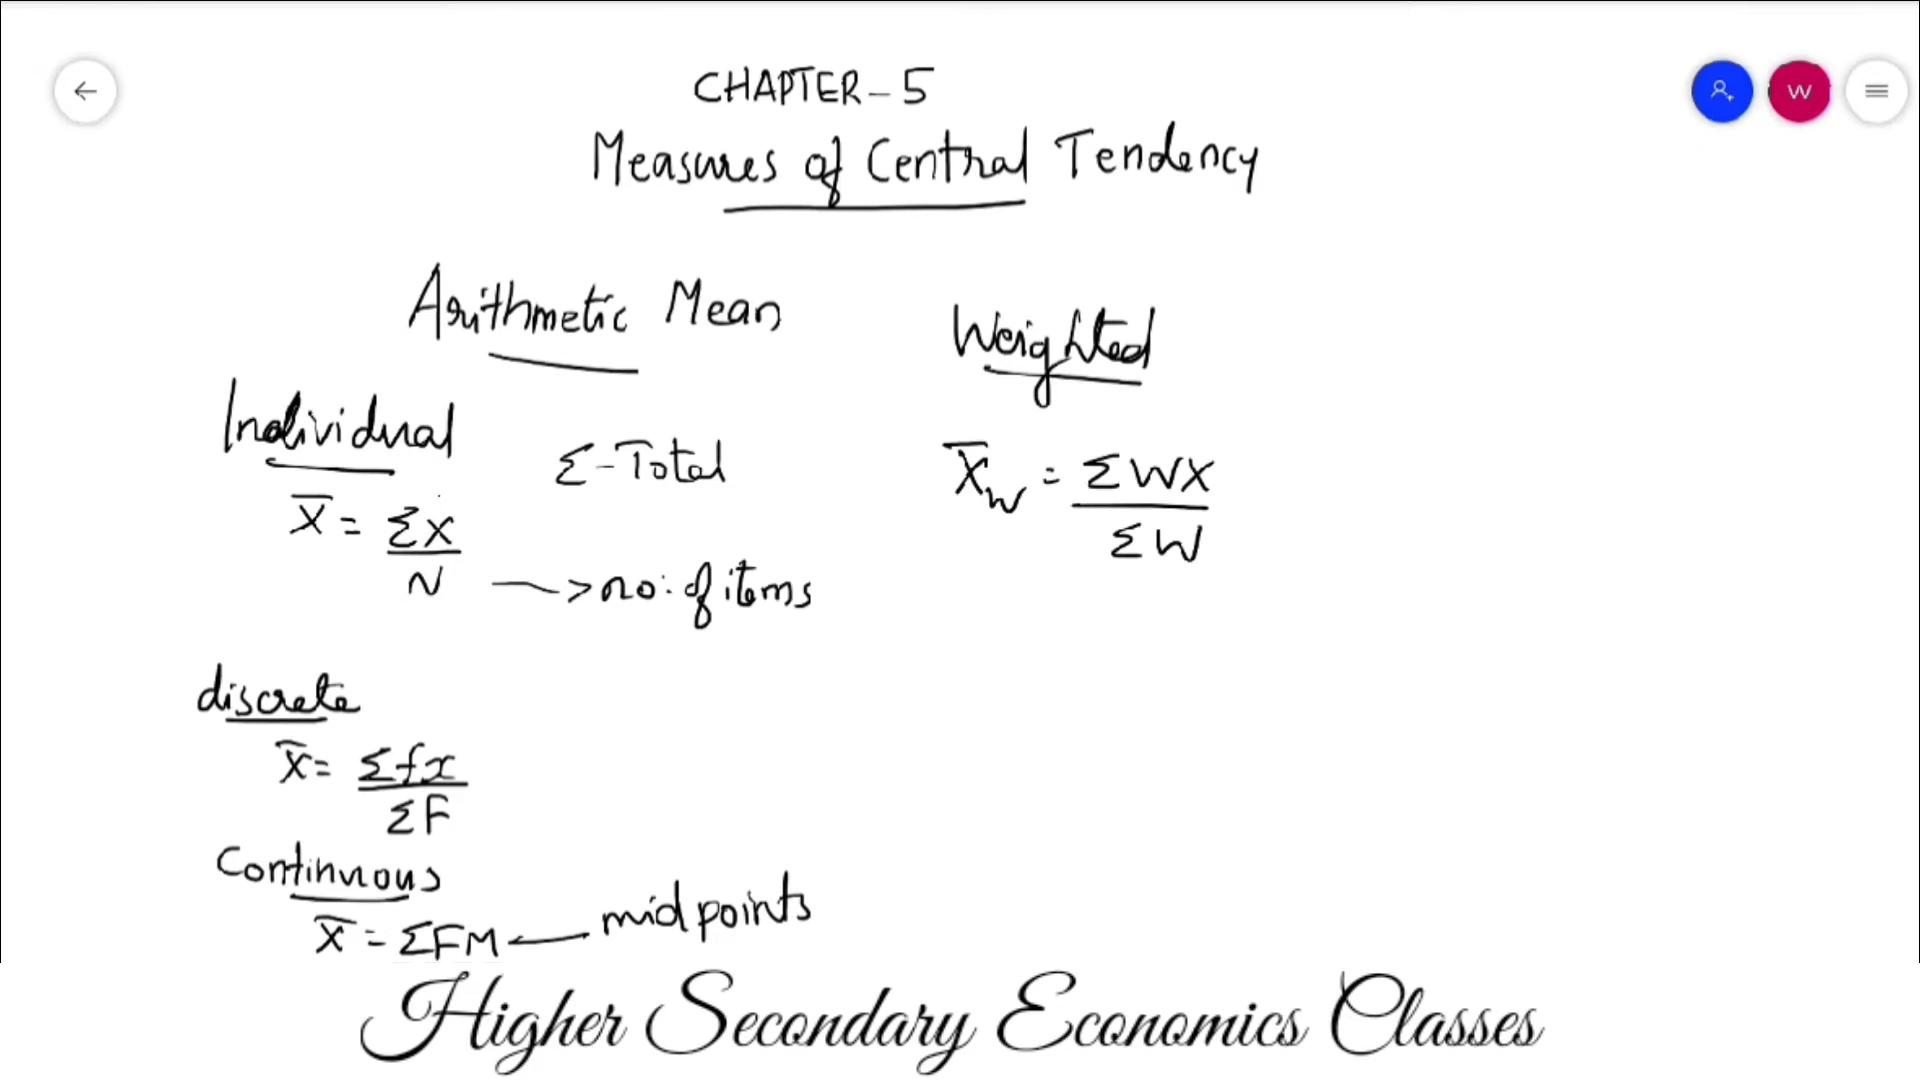 CHAPTER-5
W
Measures of Central Tendency
Arithmetic Mean
Individual
Σ-Total
X̄ = ΣX / N → no: of items
discrete
X̄ = Σfx / ΣF
Continuous
X̄ = ΣFM ← midpoints
Weighted
X̄w = ΣWX / ΣW
Higher Secondary Economics Classes